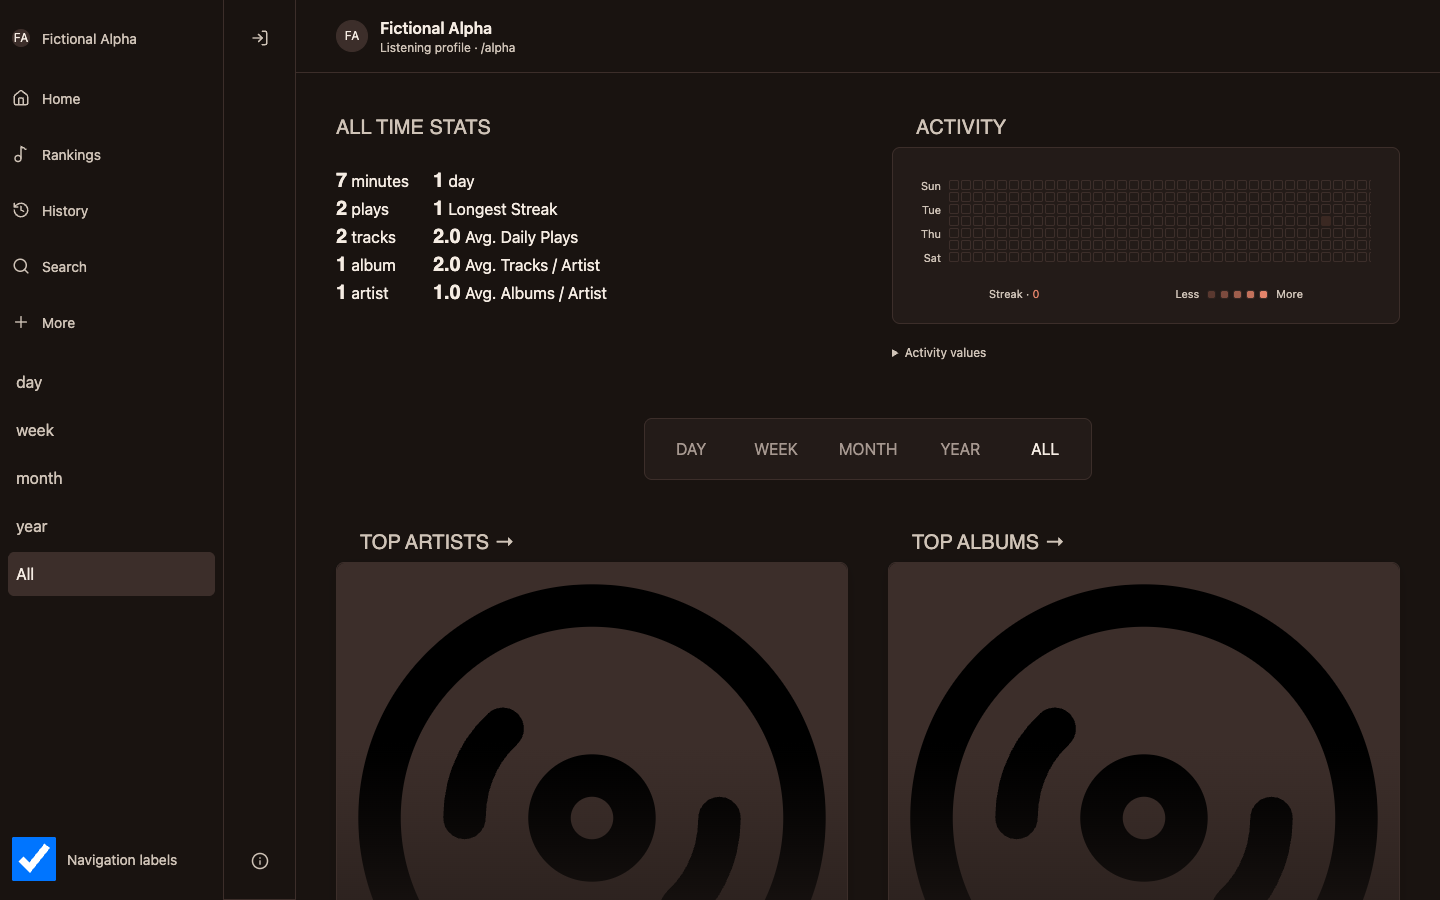 FA Fictional Alpha
Home
Rankings
History
Search
More
day
week
month
year
All
Navigation labels
FA
Fictional Alpha
Listening profile · /alpha
ALL TIME STATS
7 minutes
2 plays
2 tracks
1 album
1 artist
1 day
1 Longest Streak
2.0 Avg. Daily Plays
2.0 Avg. Tracks / Artist
1.0 Avg. Albums / Artist
ACTIVITY
Sun
Tue
Thu
Sat
Streak · 0
Less
More
Activity values
DAY WEEK MONTH YEAR ALL
TOP ARTISTS →
TOP ALBUMS →